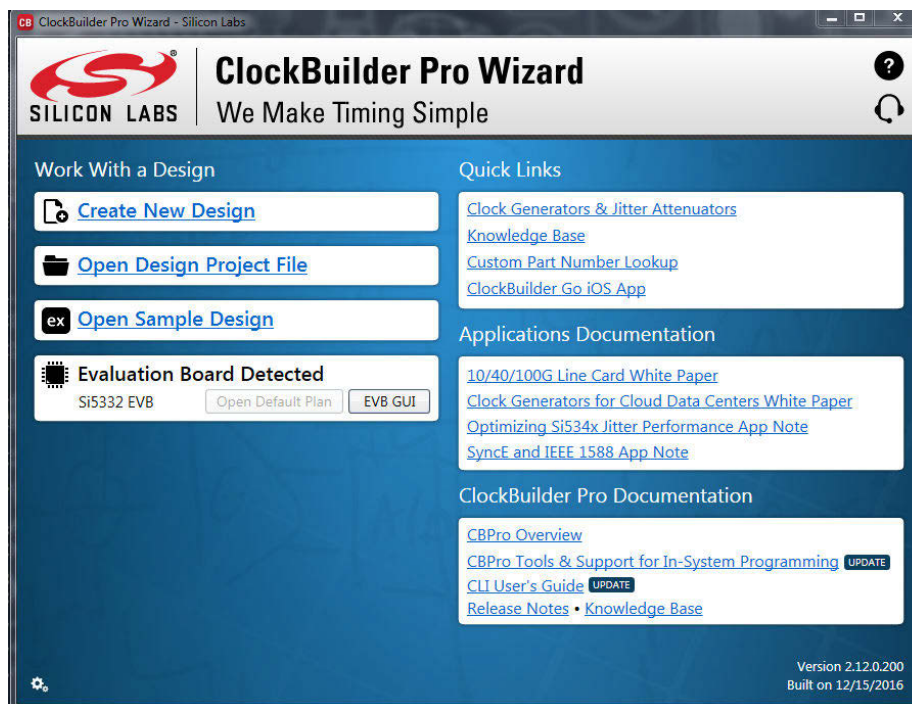 CB ClockBuilder Pro Wizard - Silicon Labs
SILICON LABS
ClockBuilder Pro Wizard
We Make Timing Simple
?
Work With a Design
Create New Design
Open Design Project File
ex Open Sample Design
Evaluation Board Detected
Si5332 EVB Open Default Plan EVB GUI
Quick Links
Clock Generators & Jitter Attenuators
Knowledge Base
Custom Part Number Lookup
ClockBuilder Go iOS App
Applications Documentation
10/40/100G Line Card White Paper
Clock Generators for Cloud Data Centers White Paper
Optimizing Si534x Jitter Performance App Note
SyncE and IEEE 1588 App Note
ClockBuilder Pro Documentation
CBPro Overview
CBPro Tools & Support for In-System Programming UPDATE
CLI User's Guide UPDATE
Release Notes • Knowledge Base
Version 2.12.0.200
Built on 12/15/2016